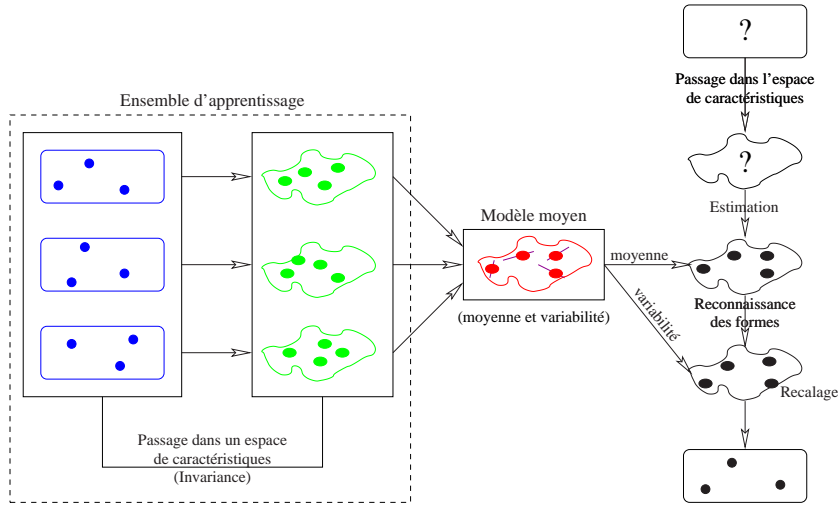 ?
Passage dans l'espace
de caractéristiques
Ensemble d'apprentissage
?
Modèle moyen
Estimation
moyenne
(moyenne et variabilité)
variabilité
Reconnaissance
des formes
Recalage
Passage dans un espace
de caractéristiques
(Invariance)